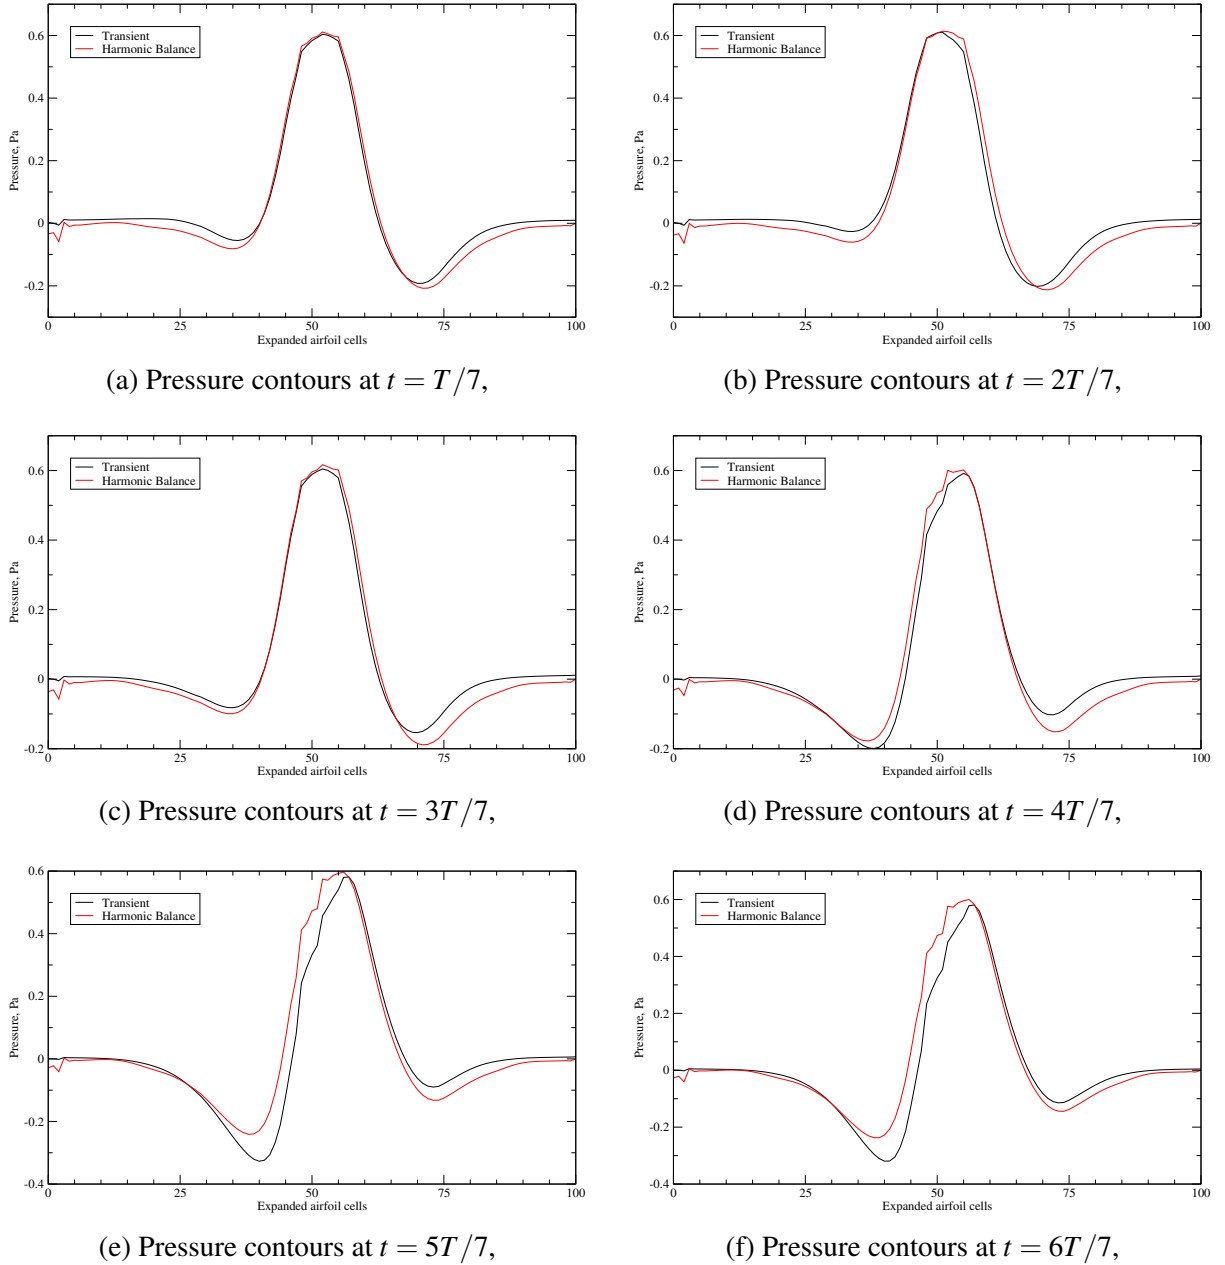 0.6
0.4
0.2
0
-0.2
Pressure, Pa
Transient
Harmonic Balance
0 25 50 75 100
Expanded airfoil cells
(a) Pressure contours at t = T/7,
0.6
0.4
0.2
0
-0.2
Pressure, Pa
Transient
Harmonic Balance
0 25 50 75 100
Expanded airfoil cells
(b) Pressure contours at t = 2T/7,
0.6
0.4
0.2
0
-0.2
Pressure, Pa
Transient
Harmonic Balance
0 25 50 75 100
Expanded airfoil cells
(c) Pressure contours at t = 3T/7,
0.6
0.4
0.2
0
-0.2
Pressure, Pa
Transient
Harmonic Balance
0 25 50 75 100
Expanded airfoil cells
(d) Pressure contours at t = 4T/7,
0.6
0.4
0.2
0
-0.2
-0.4
Pressure, Pa
Transient
Harmonic Balance
0 25 50 75 100
Expanded airfoil cells
(e) Pressure contours at t = 5T/7,
0.6
0.4
0.2
0
-0.2
-0.4
Pressure, Pa
Transient
Harmonic Balance
0 25 50 75 100
Expanded airfoil cells
(f) Pressure contours at t = 6T/7,